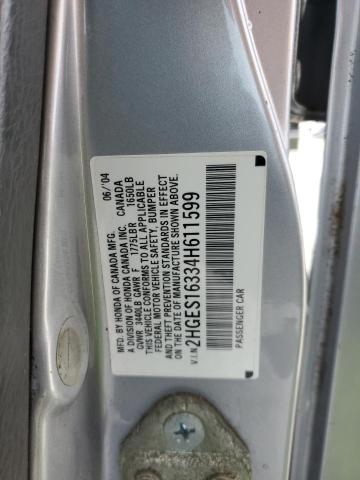 MFD. BY HONDA OF CANADA MFG. 06/'04
A DIVISION OF HONDA CANADA INC. CANADA
GVWR 3440LB GAWR F 1775LB R 1650LB
THIS VEHICLE CONFORMS TO ALL APPLICABLE
FEDERAL MOTOR VEHICLE SAFETY, BUMPER
AND THEFT PREVENTION STANDARDS IN EFFECT
ON THE DATE OF MANUFACTURE SHOWN ABOVE.
V.I.N. 2HGES16334H611599
PASSENGER CAR